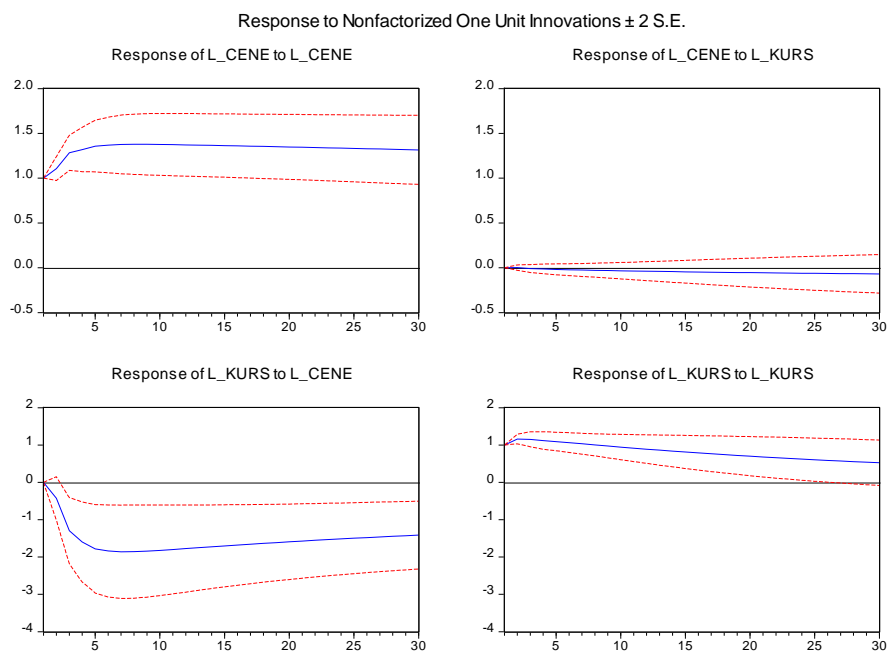 Response to Nonfactorized One Unit Innovations ± 2 S.E.
Response of L_CENE to L_CENE
2.0
1.5
1.0
0.5
0.0
-0.5
5 10 15 20 25 30
Response of L_CENE to L_KURS
2.0
1.5
1.0
0.5
0.0
-0.5
5 10 15 20 25 30
Response of L_KURS to L_CENE
2
1
0
-1
-2
-3
-4
5 10 15 20 25 30
Response of L_KURS to L_KURS
2
1
0
-1
-2
-3
-4
5 10 15 20 25 30